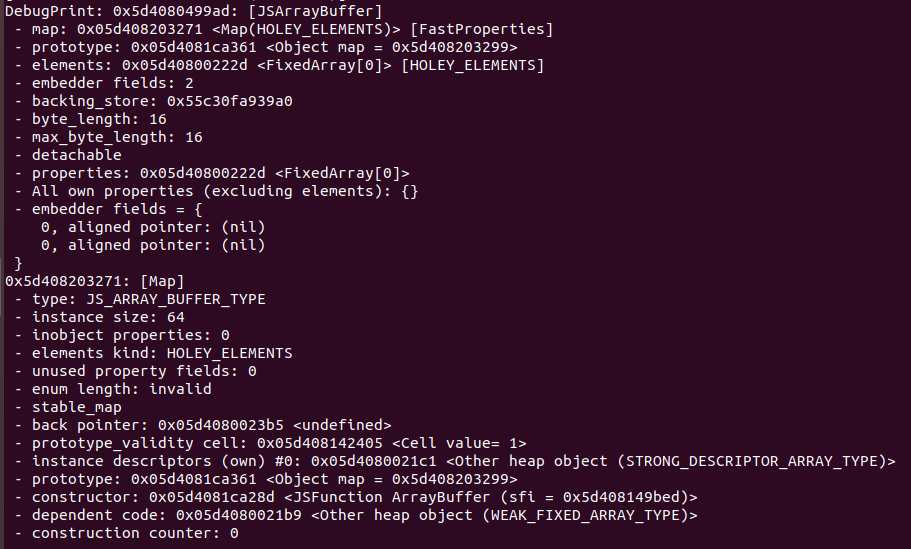 DebugPrint: 0x5d4080499ad: [JSArrayBuffer]
- map: 0x05d408203271 <Map(HOLEY_ELEMENTS)> [FastProperties]
- prototype: 0x05d4081ca361 <Object map = 0x5d408203299>
- elements: 0x05d40800222d <FixedArray[0]> [HOLEY_ELEMENTS]
- embedder fields: 2
- backing_store: 0x55c30fa939a0
- byte_length: 16
- max_byte_length: 16
- detachable
- properties: 0x05d40800222d <FixedArray[0]>
- All own properties (excluding elements): {}
- embedder fields = {
0, aligned pointer: (nil)
0, aligned pointer: (nil)
}
0x5d408203271: [Map]
- type: JS_ARRAY_BUFFER_TYPE
- instance size: 64
- inobject properties: 0
- elements kind: HOLEY_ELEMENTS
- unused property fields: 0
- enum length: invalid
- stable_map
- back pointer: 0x05d4080023b5 <undefined>
- prototype_validity cell: 0x05d408142405 <Cell value= 1>
- instance descriptors (own) #0: 0x05d4080021c1 <Other heap object (STRONG_DESCRIPTOR_ARRAY_TYPE)>
- prototype: 0x05d4081ca361 <Object map = 0x5d408203299>
- constructor: 0x05d4081ca28d <JSFunction ArrayBuffer (sfi = 0x5d408149bed)>
- dependent code: 0x05d4080021b9 <Other heap object (WEAK_FIXED_ARRAY_TYPE)>
- construction counter: 0